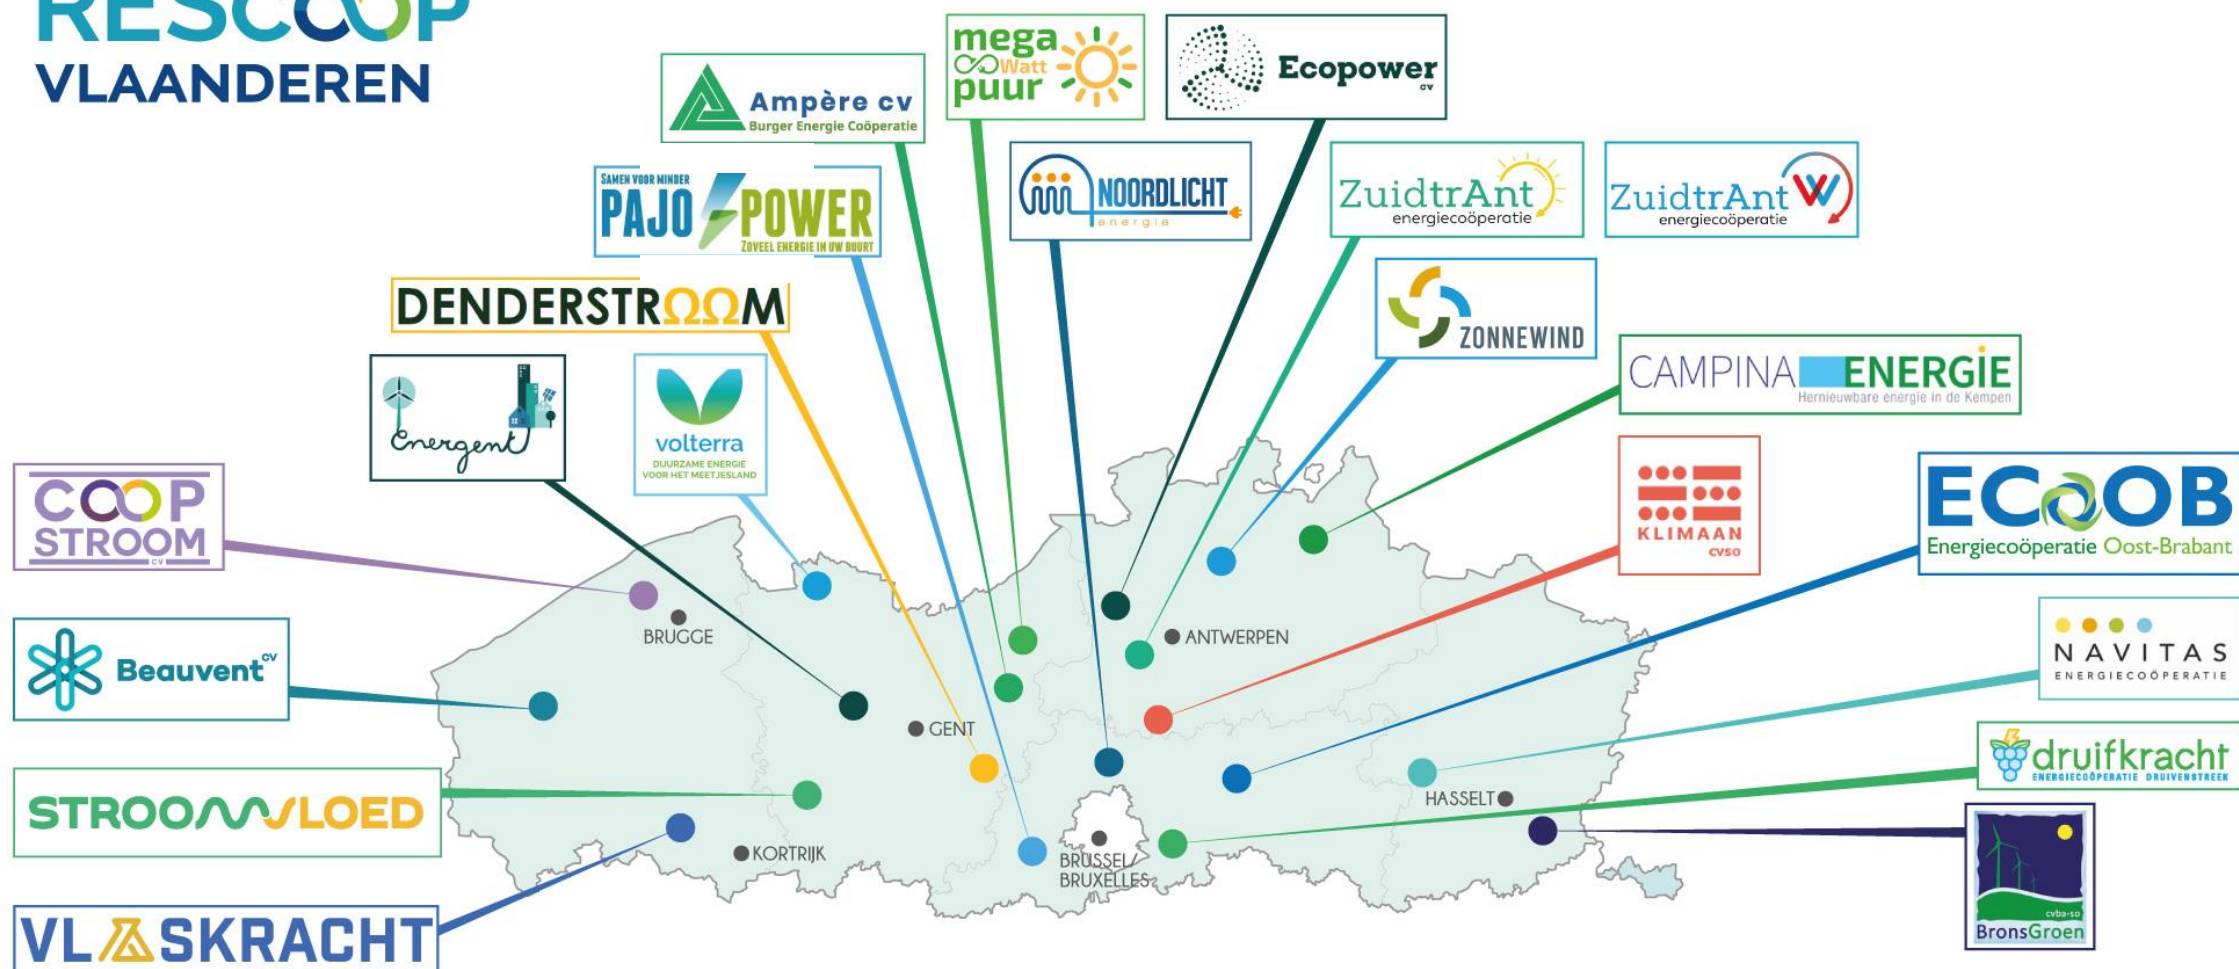 RESCOOP
VLAANDEREN
mega
Watt
puur
Ecopower
cv
Ampère cv
Burger Energie Coöperatie
SAMEN VOOR MINDER
PAJO POWER
ZOVEEL ENERGIE IN UW BUURT
NOORDLICHT
energie
ZuidtrAnt
energiecoöperatie
ZuidtrAnt W
energiecoöperatie
DENDERSTRΩΩM
ZONNEWIND
Energent
volterra
DUURZAME ENERGIE
VOOR HET MEETJESLAND
CAMPINA ENERGIE
Hernieuwbare energie in de Kempen
COOP
STROOM
CV
KLIMAAN
cvso
ECOOB
Energiecoöperatie Oost-Brabant
Beauvent cv
BRUGGE
ANTWERPEN
NAVITAS
ENERGIECOÖPERATIE
GENT
druifkracht
ENERGIECOÖPERATIE DRUIVENSTREEK
STROOMVLOED
HASSELT
KORTRIJK
BRUSSEL/
BRUXELLES
VLASKRACHT
cvba-so
BronsGroen